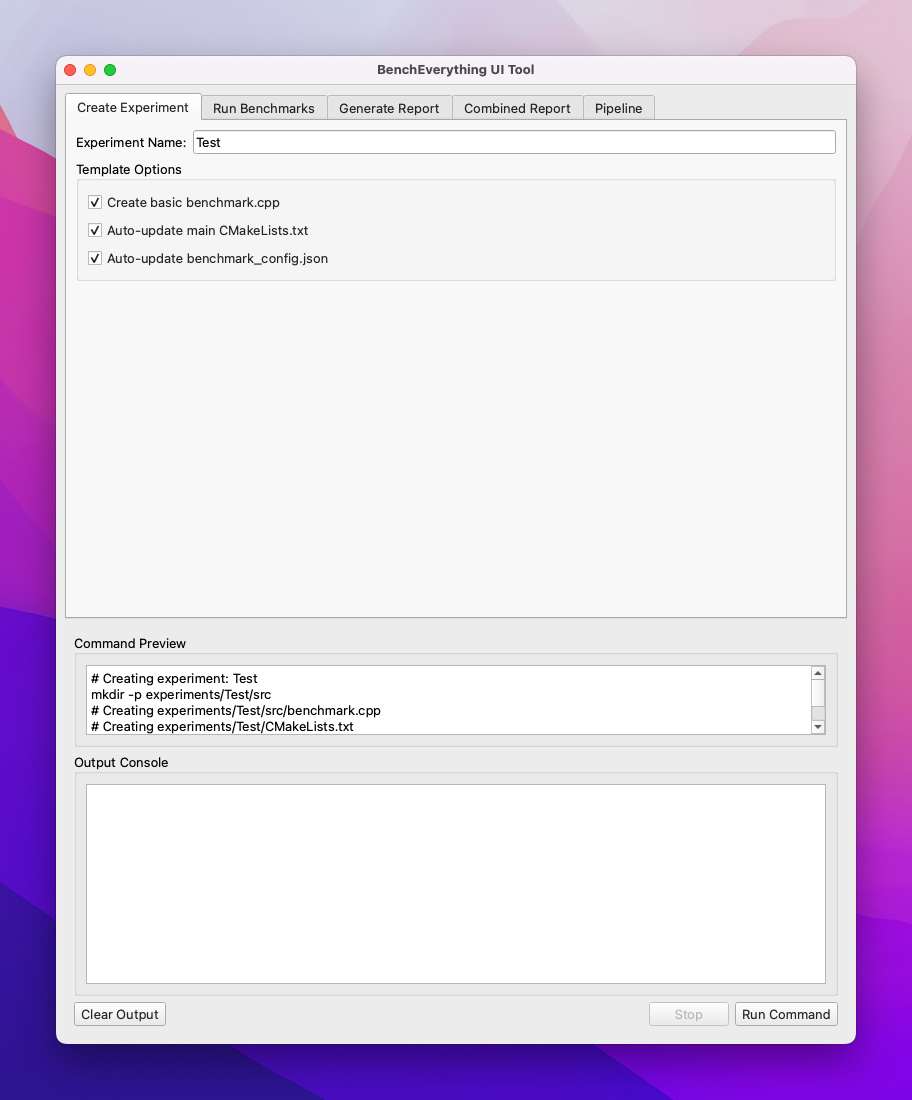 BenchEverything UI Tool
Create Experiment Run Benchmarks Generate Report Combined Report Pipeline
Experiment Name: Test
Template Options
Create basic benchmark.cpp
Auto-update main CMakeLists.txt
Auto-update benchmark_config.json
Command Preview
# Creating experiment: Test
mkdir -p experiments/Test/src
# Creating experiments/Test/src/benchmark.cpp
# Creating experiments/Test/CMakeLists.txt
Output Console
Clear Output Stop Run Command